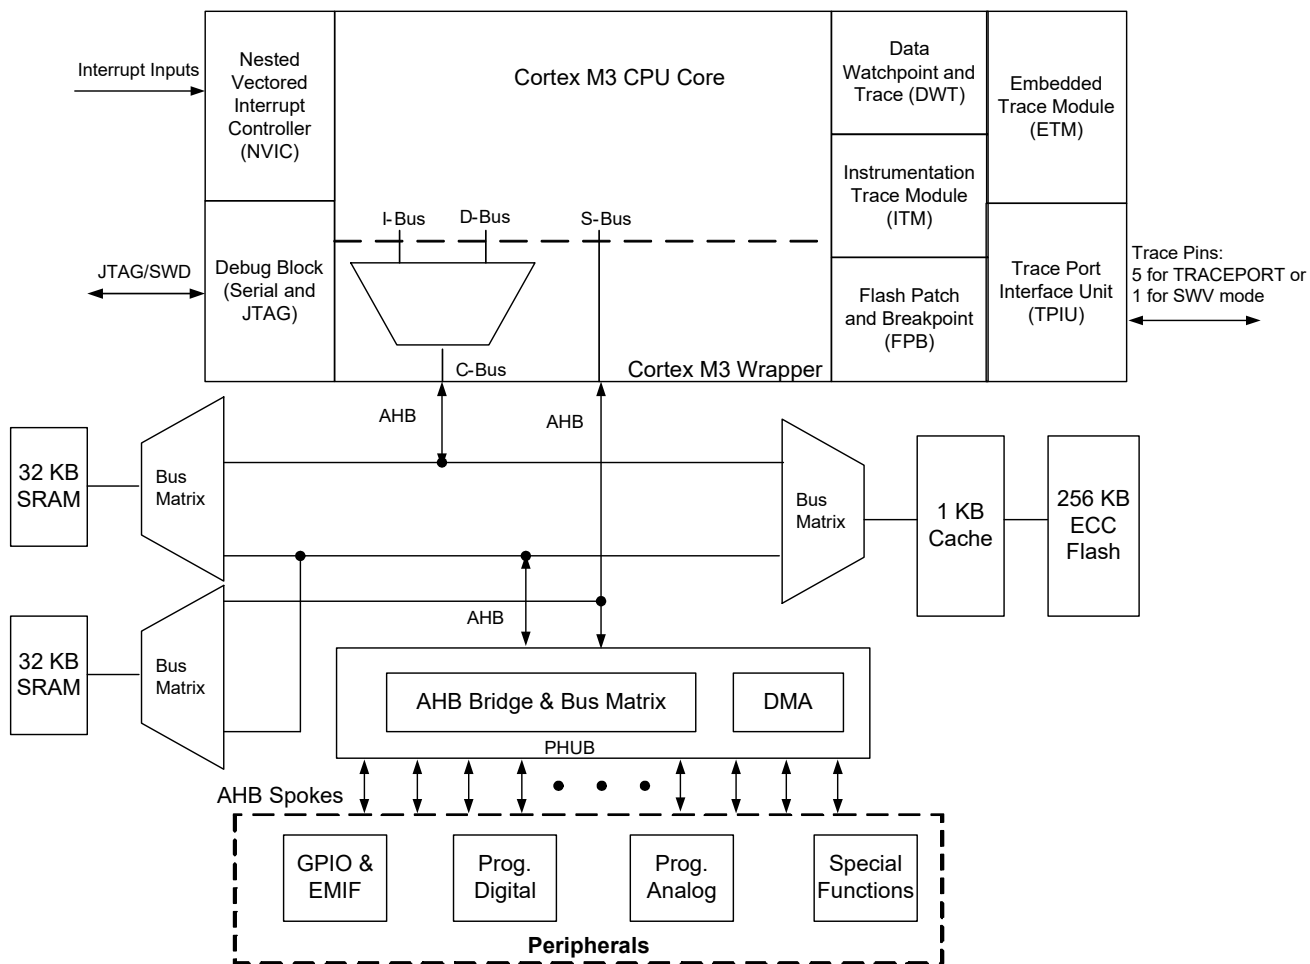 Interrupt Inputs
Nested
Vectored
Interrupt
Controller
(NVIC)
Cortex M3 CPU Core
Data
Watchpoint and
Trace (DWT)
Embedded
Trace Module
(ETM)
Instrumentation
Trace Module
(ITM)
I-Bus
D-Bus
S-Bus
JTAG/SWD
Debug Block
(Serial and
JTAG)
Flash Patch
and Breakpoint
(FPB)
Trace Port
Interface Unit
(TPIU)
Trace Pins:
5 for TRACEPORT or
1 for SWV mode
C-Bus
Cortex M3 Wrapper
AHB
AHB
32 KB
SRAM
Bus
Matrix
Bus
Matrix
1 KB
Cache
256 KB
ECC
Flash
AHB
32 KB
SRAM
Bus
Matrix
AHB Bridge & Bus Matrix
DMA
PHUB
AHB Spokes
GPIO &
EMIF
Prog.
Digital
Prog.
Analog
Special
Functions
Peripherals